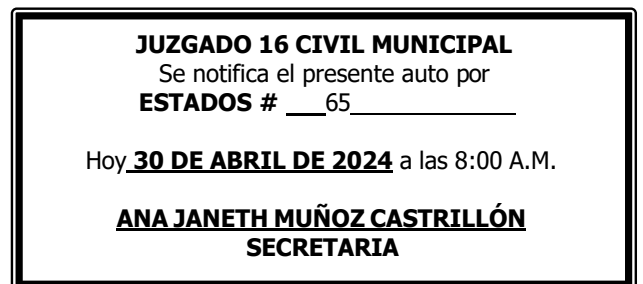 JUZGADO 16 CIVIL MUNICIPAL
Se notifica el presente auto por
ESTADOS # ___65_____________
Hoy 30 DE ABRIL DE 2024 a las 8:00 A.M.
ANA JANETH MUÑOZ CASTRILLÓN
SECRETARIA